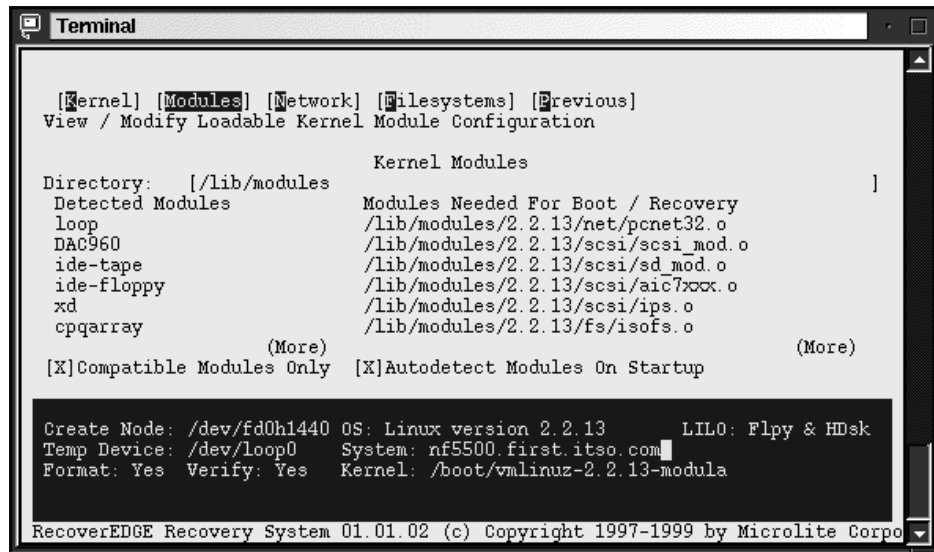 Terminal
[Kernel] [Modules] [Network] [Filesystems] [Previous]
View / Modify Loadable Kernel Module Configuration
Kernel Modules
Directory: [/lib/modules ]
Detected Modules Modules Needed For Boot / Recovery
loop /lib/modules/2.2.13/net/pcnet32.o
DAC960 /lib/modules/2.2.13/scsi/scsi_mod.o
ide-tape /lib/modules/2.2.13/scsi/sd_mod.o
ide-floppy /lib/modules/2.2.13/scsi/aic7xxx.o
xd /lib/modules/2.2.13/scsi/ips.o
cpqarray /lib/modules/2.2.13/fs/isofs.o
(More) (More)
[X]Compatible Modules Only [X]Autodetect Modules On Startup
Create Node: /dev/fd0h1440 OS: Linux version 2.2.13 LILO: Flpy & HDsk
Temp Device: /dev/loop0 System: nf5500.first.itso.com
Format: Yes Verify: Yes Kernel: /boot/vmlinuz-2.2.13-modula
RecoverEDGE Recovery System 01.01.02 (c) Copyright 1997-1999 by Microlite Corpo